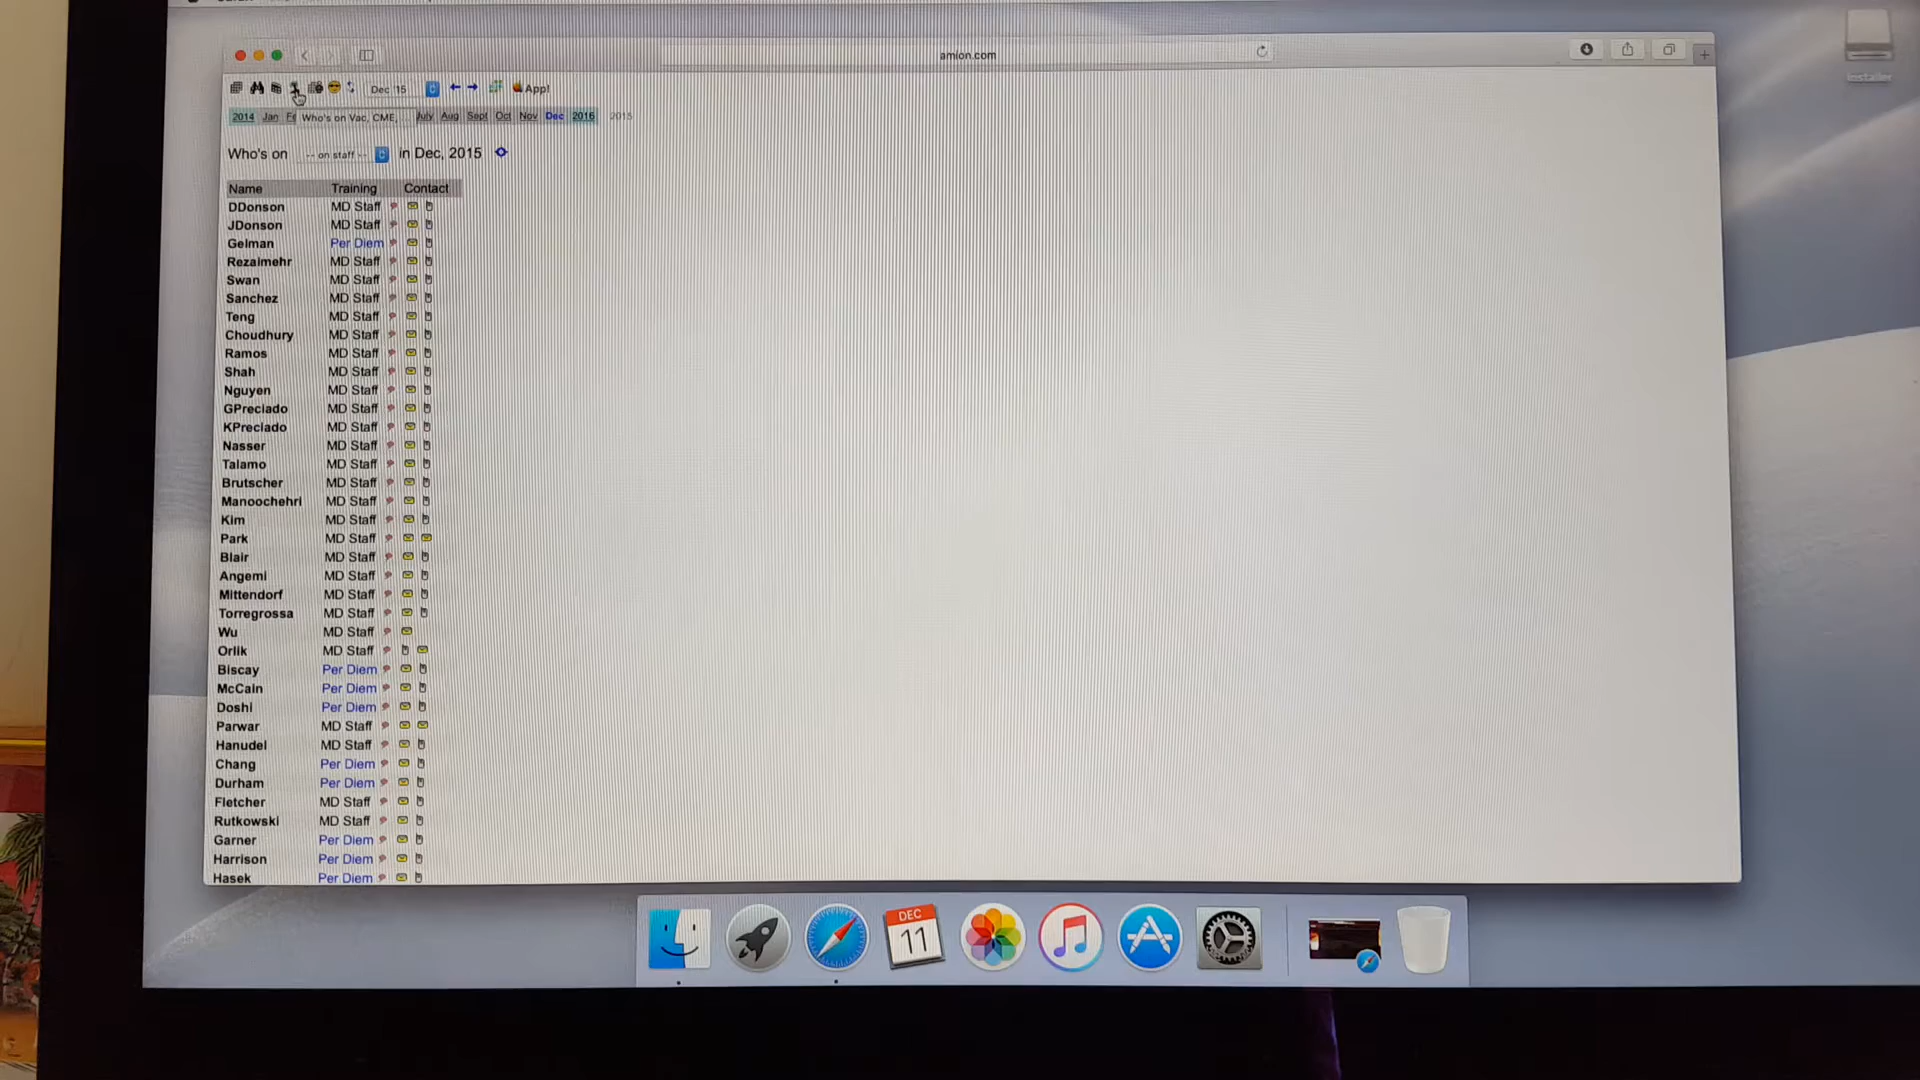 amion.com
Dec '15
App!
2014 Jan Who's on Vac, CME, ... July Aug Sept Oct Nov Dec 2016 2015
Who's on -- on staff -- in Dec, 2015
Name Training Contact
DDonson MD Staff
JDonson MD Staff
Gelman Per Diem
Rezaimehr MD Staff
Swan MD Staff
Sanchez MD Staff
Teng MD Staff
Choudhury MD Staff
Ramos MD Staff
Shah MD Staff
Nguyen MD Staff
GPreciado MD Staff
KPreciado MD Staff
Nasser MD Staff
Talamo MD Staff
Brutscher MD Staff
Manoochehri MD Staff
Kim MD Staff
Park MD Staff
Blair MD Staff
Angemi MD Staff
Mittendorf MD Staff
Torregrossa MD Staff
Wu MD Staff
Orlik MD Staff
Biscay Per Diem
McCain Per Diem
Doshi Per Diem
Parwar MD Staff
Hanudel MD Staff
Chang Per Diem
Durham Per Diem
Fletcher MD Staff
Rutkowski MD Staff
Garner Per Diem
Harrison Per Diem
Hasek Per Diem
Installer
DEC
11